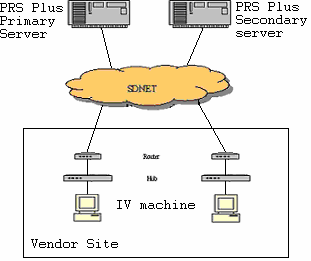 PRS Plus
Primary
Server
PRS Plus
Secondary
server
SDNET
Router
Hub
IV machine
Vendor Site